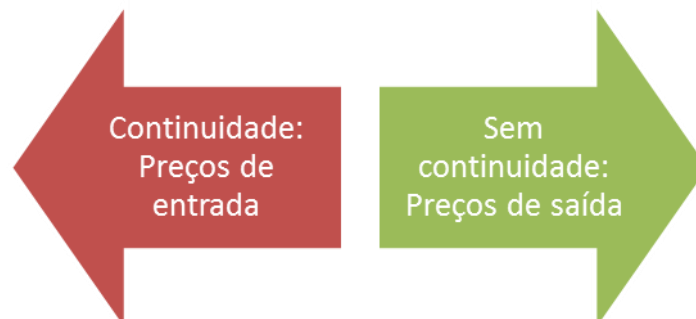 Continuidade:
Preços de
entrada
Sem
continuidade:
Preços de saída